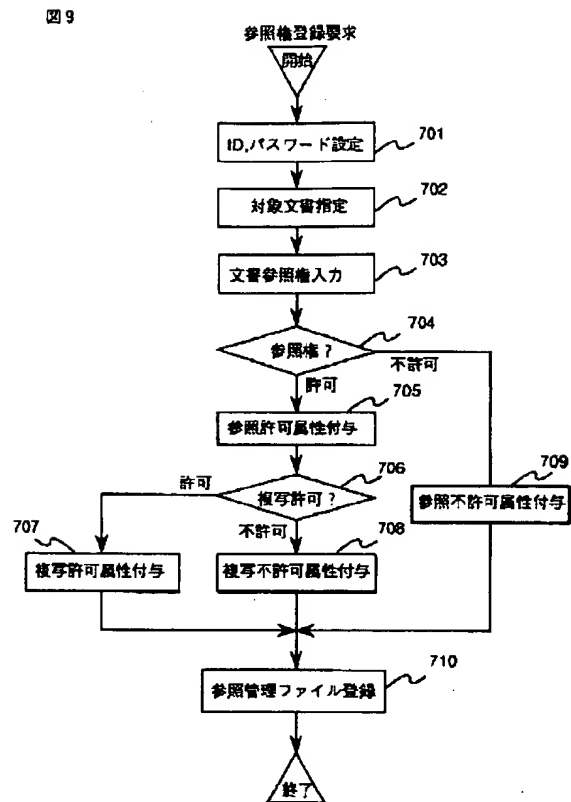 図9
参照権登録要求
開始
ID,パスワード設定
701
対象文書指定
702
文書参照権入力
703
704
参照権?
不許可
許可
705
参照許可属性付与
706
許可
複写許可?
709
参照不許可属性付与
707
不許可
708
複写許可属性付与
複写不許可属性付与
710
参照管理ファイル登録
終了